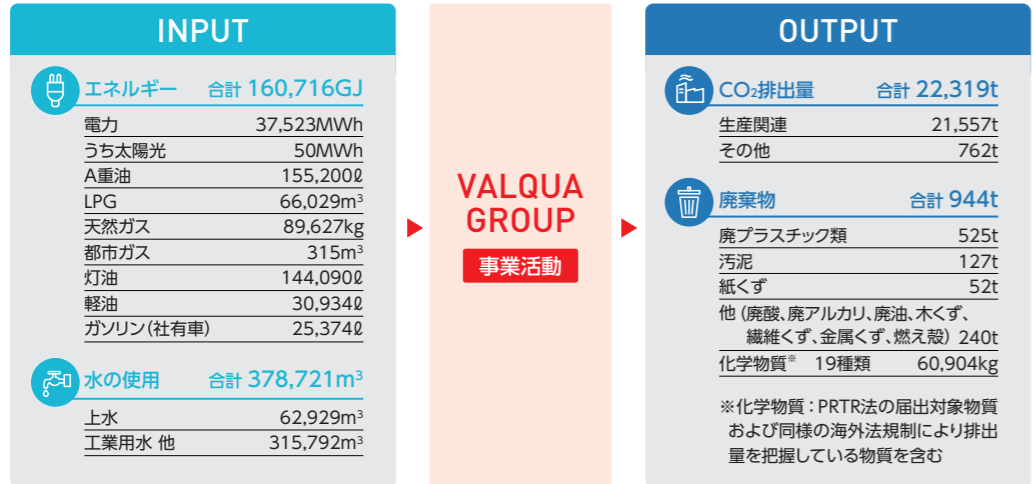 INPUT
エネルギー 合計 160,716GJ
電力 37,523MWh
うち太陽光 50MWh
A重油 155,200ℓ
LPG 66,029m³
天然ガス 89,627kg
都市ガス 315m³
灯油 144,090ℓ
軽油 30,934ℓ
ガソリン(社有車) 25,374ℓ
水の使用 合計 378,721m³
上水 62,929m³
工業用水 他 315,792m³
VALQUA
GROUP
事業活動
OUTPUT
CO₂排出量 合計 22,319t
生産関連 21,557t
その他 762t
廃棄物 合計 944t
廃プラスチック類 525t
汚泥 127t
紙くず 52t
他(廃酸、廃アルカリ、廃油、木くず、
繊維くず、金属くず、燃え殻) 240t
化学物質※ 19種類 60,904kg
※化学物質：PRTR法の届出対象物質
および同様の海外法規制により排出
量を把握している物質を含む